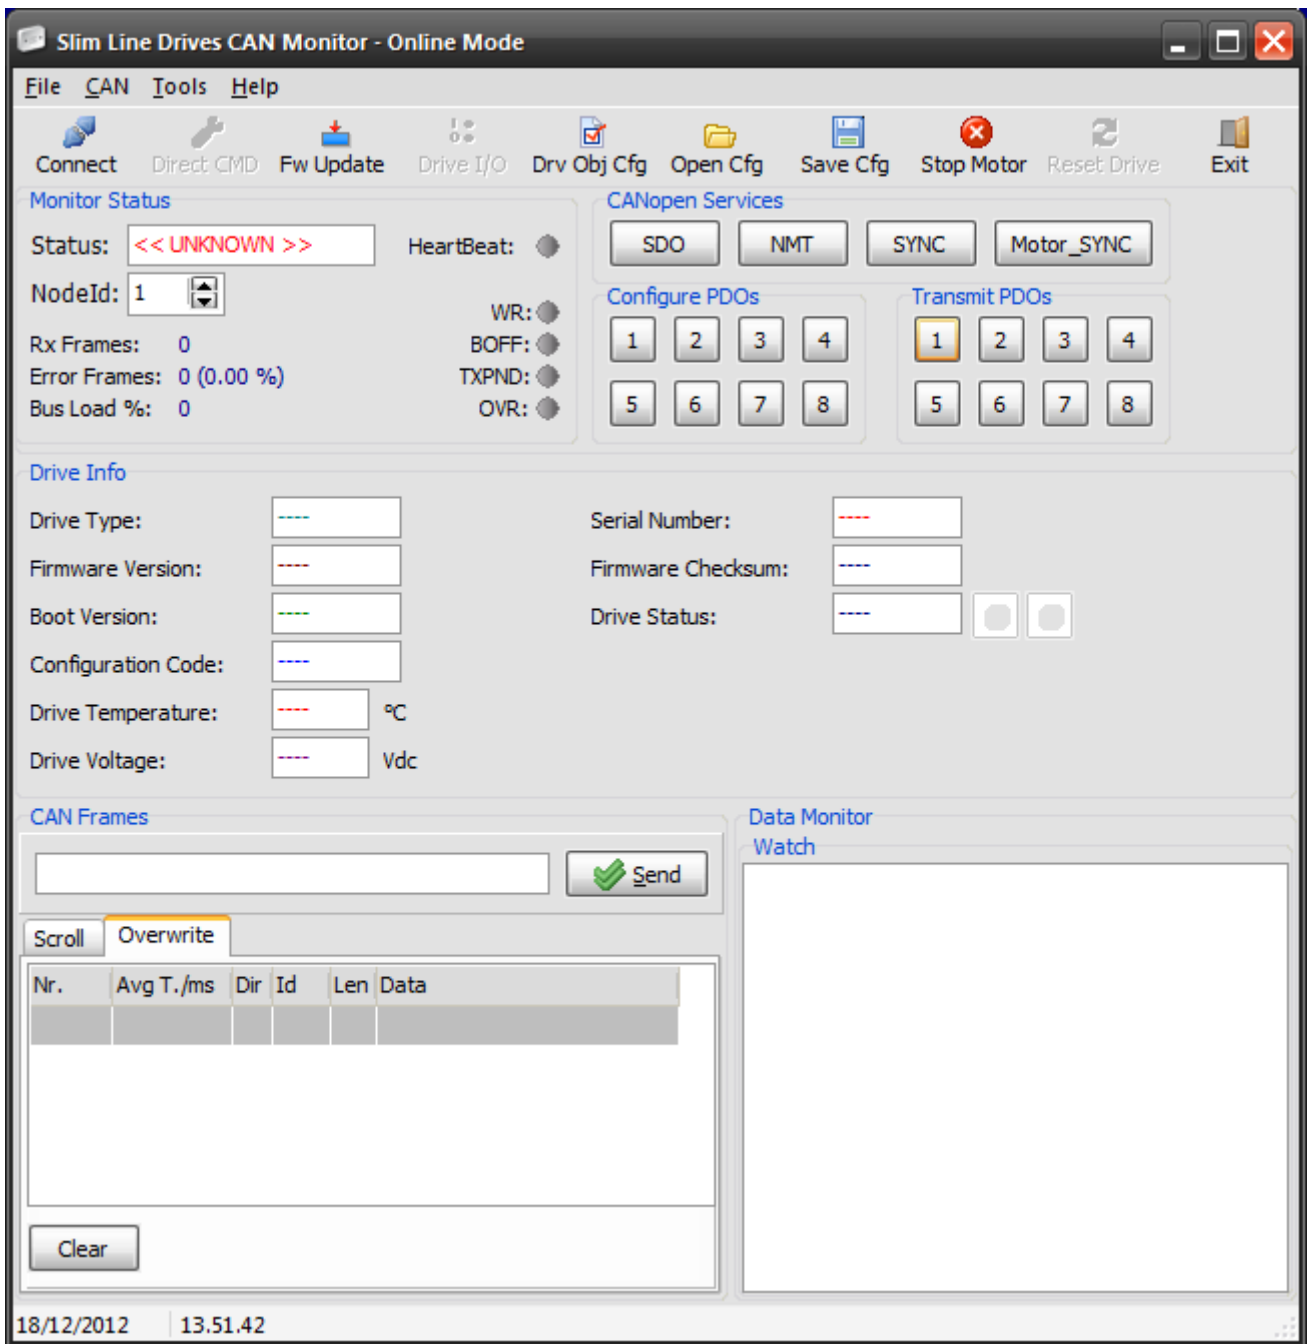 Slim Line Drives CAN Monitor - Online Mode
File CAN Tools Help
Connect Direct CMD Fw Update Drive I/O Drv Obj Cfg Open Cfg Save Cfg Stop Motor Reset Drive Exit
Monitor Status
Status: << UNKNOWN >> HeartBeat:
NodeId: 1
WR:
Rx Frames: 0 BOFF:
Error Frames: 0 (0.00 %) TXPND:
Bus Load %: 0 OVR:
CANopen Services
SDO NMT SYNC Motor_SYNC
Configure PDOs
1 2 3 4
5 6 7 8
Transmit PDOs
1 2 3 4
5 6 7 8
Drive Info
Drive Type: ---- Serial Number: ----
Firmware Version: ---- Firmware Checksum: ----
Boot Version: ---- Drive Status: ----
Configuration Code: ----
Drive Temperature: ---- ºC
Drive Voltage: ---- Vdc
CAN Frames
Send
Scroll Overwrite
Nr. Avg T./ms Dir Id Len Data
Clear
Data Monitor
Watch
18/12/2012 13.51.42